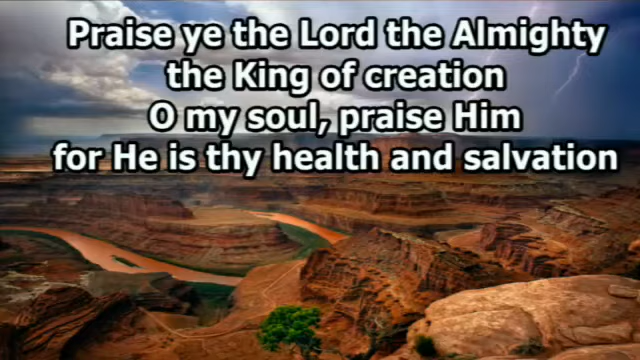 Praise ye the Lord the Almighty
the King of creation
O my soul, praise Him
for He is thy health and salvation